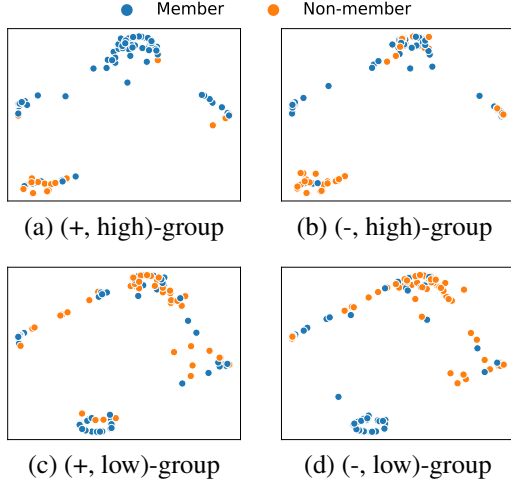 Member Non-member
(a) (+, high)-group (b) (-, high)-group
(c) (+, low)-group (d) (-, low)-group